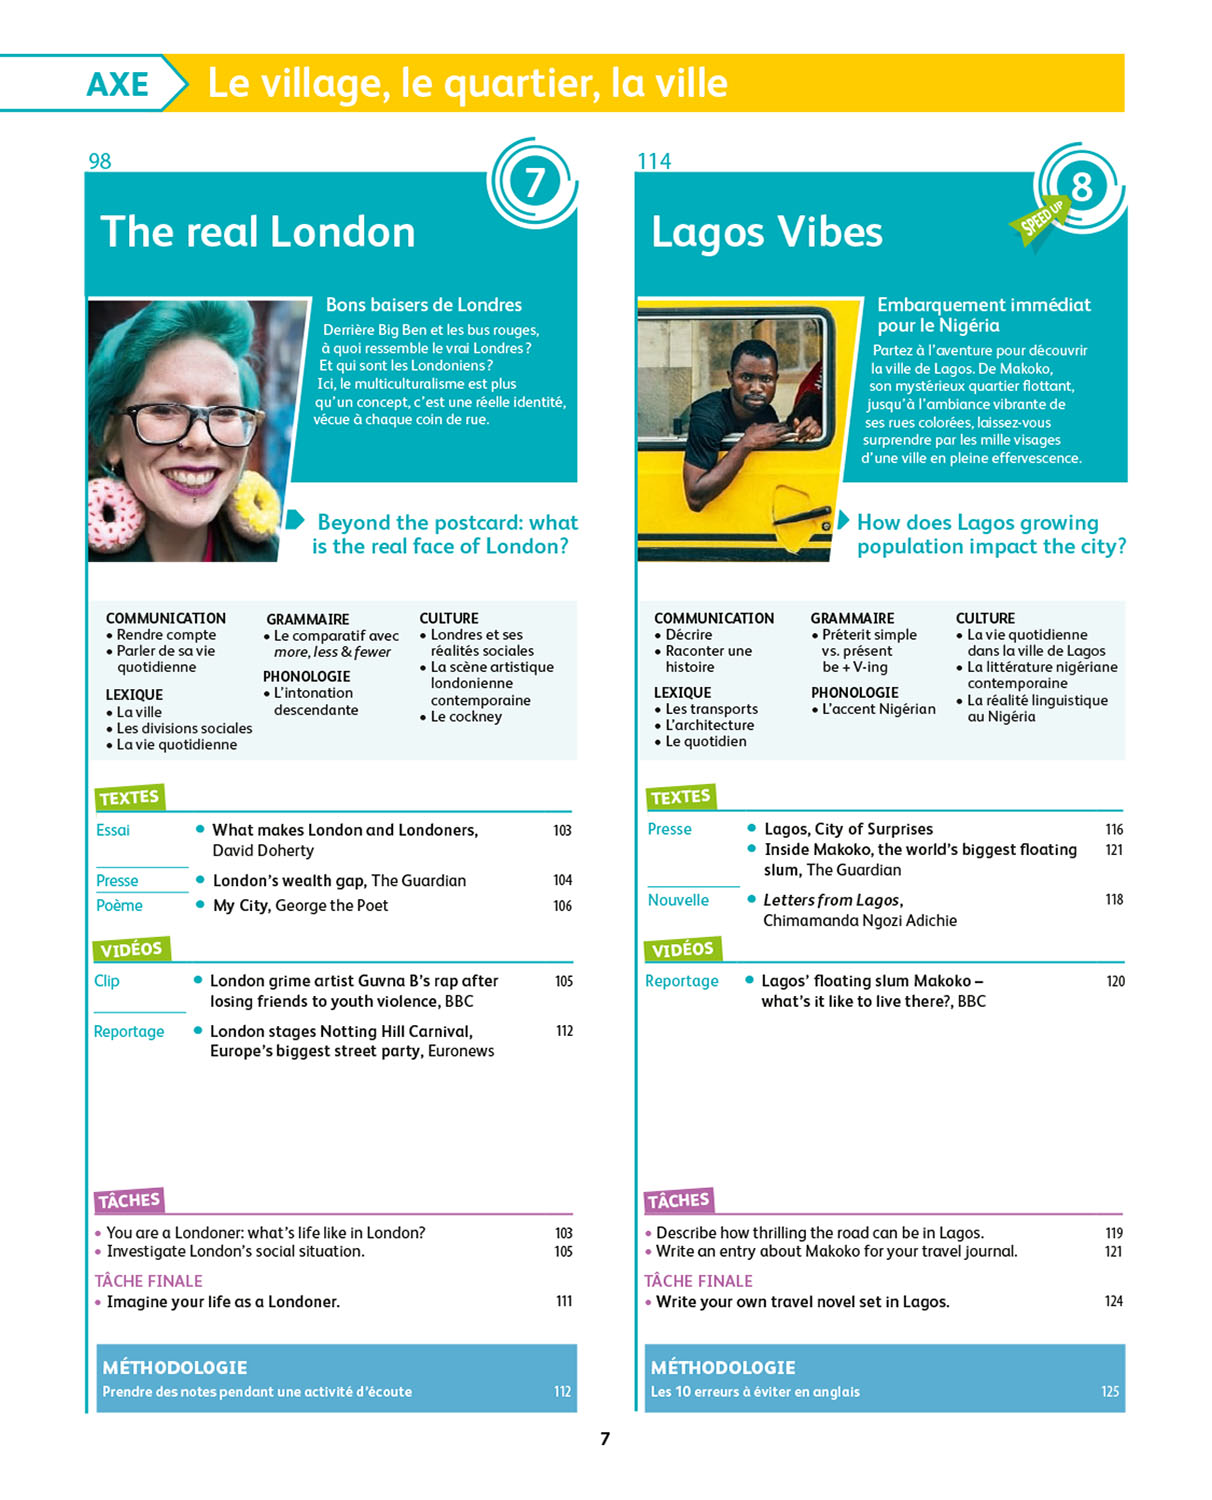 AXE
Le village, le quartier, la ville
98
7
The real London
Bons baisers de Londres
Derrière Big Ben et les bus rouges,
à quoi ressemble le vrai Londres ?
Et qui sont les Londoniens ?
Ici, le multiculturalisme est plus
qu'un concept, c'est une réelle identité,
vécue à chaque coin de rue.
Beyond the postcard: what
is the real face of London?
COMMUNICATION
• Rendre compte
• Parler de sa vie
quotidienne
LEXIQUE
• La ville
• Les divisions sociales
• La vie quotidienne
GRAMMAIRE
• Le comparatif avec
more, less & fewer
PHONOLOGIE
• L'intonation
descendante
CULTURE
• Londres et ses
réalités sociales
• La scène artistique
londonienne
contemporaine
• Le cockney
TEXTES
Essai • What makes London and Londoners, 103
David Doherty
Presse • London's wealth gap, The Guardian 104
Poème • My City, George the Poet 106
VIDÉOS
Clip • London grime artist Guvna B's rap after 105
losing friends to youth violence, BBC
Reportage • London stages Notting Hill Carnival, 112
Europe's biggest street party, Euronews
TÂCHES
• You are a Londoner: what's life like in London? 103
• Investigate London's social situation. 105
TÂCHE FINALE
• Imagine your life as a Londoner. 111
MÉTHODOLOGIE
Prendre des notes pendant une activité d'écoute 112
114
8
SPEED UP
Lagos Vibes
Embarquement immédiat
pour le Nigéria
Partez à l'aventure pour découvrir
la ville de Lagos. De Makoko,
son mystérieux quartier flottant,
jusqu'à l'ambiance vibrante de
ses rues colorées, laissez-vous
surprendre par les mille visages
d'une ville en pleine effervescence.
How does Lagos growing
population impact the city?
COMMUNICATION
• Décrire
• Raconter une
histoire
LEXIQUE
• Les transports
• L'architecture
• Le quotidien
GRAMMAIRE
• Préterit simple
vs. présent
be + V-ing
PHONOLOGIE
• L'accent Nigérian
CULTURE
• La vie quotidienne
dans la ville de Lagos
• La littérature nigériane
contemporaine
• La réalité linguistique
au Nigéria
TEXTES
Presse • Lagos, City of Surprises 116
• Inside Makoko, the world's biggest floating 121
slum, The Guardian
Nouvelle • Letters from Lagos, 118
Chimamanda Ngozi Adichie
VIDÉOS
Reportage • Lagos' floating slum Makoko – 120
what's it like to live there?, BBC
TÂCHES
• Describe how thrilling the road can be in Lagos. 119
• Write an entry about Makoko for your travel journal. 121
TÂCHE FINALE
• Write your own travel novel set in Lagos. 124
MÉTHODOLOGIE
Les 10 erreurs à éviter en anglais 125
7